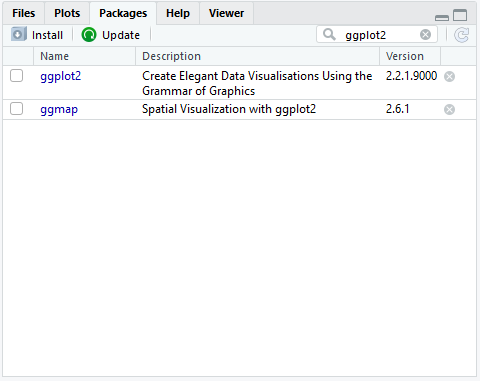 Files Plots Packages Help Viewer
Install Update ggplot2
Name Description Version
ggplot2 Create Elegant Data Visualisations Using the 2.2.1.9000
Grammar of Graphics
ggmap Spatial Visualization with ggplot2 2.6.1